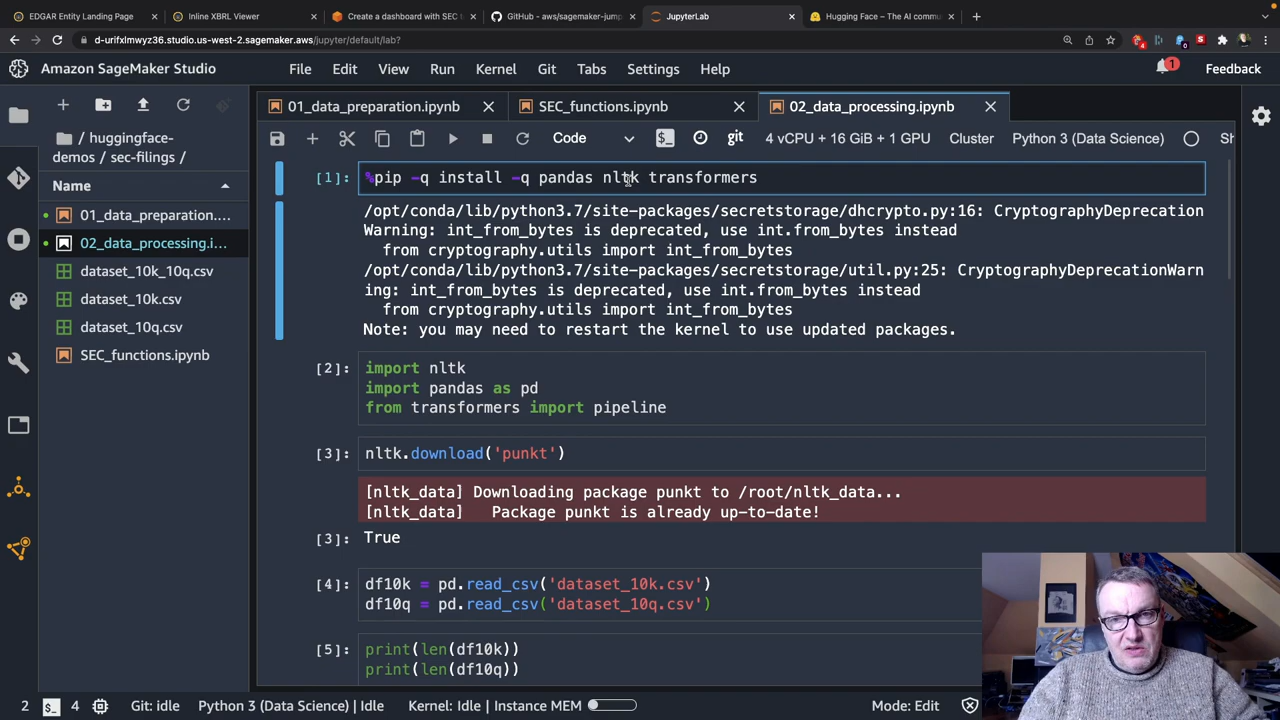 EDGAR Entity Landing Page
Inline XBRL Viewer
Create a dashboard with SEC t
GitHub - aws/sagemaker-jump
JupyterLab
Hugging Face – The AI commu
d-urifxlmwyz36.studio.us-west-2.sagemaker.aws/jupyter/default/lab?
Amazon SageMaker Studio
File Edit View Run Kernel Git Tabs Settings Help
1
Feedback
01_data_preparation.ipynb
SEC_functions.ipynb
02_data_processing.ipynb
Code
git
4 vCPU + 16 GiB + 1 GPU
Cluster
Python 3 (Data Science)
Sh
/ huggingface-
demos / sec-filings /
Name
01_data_preparation....
02_data_processing.i...
dataset_10k_10q.csv
dataset_10k.csv
dataset_10q.csv
SEC_functions.ipynb
[1]: %pip -q install -q pandas nltk transformers
/opt/conda/lib/python3.7/site-packages/secretstorage/dhcrypto.py:16: CryptographyDeprecation
Warning: int_from_bytes is deprecated, use int.from_bytes instead
from cryptography.utils import int_from_bytes
/opt/conda/lib/python3.7/site-packages/secretstorage/util.py:25: CryptographyDeprecationWarn
ing: int_from_bytes is deprecated, use int.from_bytes instead
from cryptography.utils import int_from_bytes
Note: you may need to restart the kernel to use updated packages.
[2]: import nltk
import pandas as pd
from transformers import pipeline
[3]: nltk.download('punkt')
[nltk_data] Downloading package punkt to /root/nltk_data...
[nltk_data]   Package punkt is already up-to-date!
[3]: True
[4]: df10k = pd.read_csv('dataset_10k.csv')
df10q = pd.read_csv('dataset_10q.csv')
[5]: print(len(df10k))
print(len(df10q))
2
4
Git: idle
Python 3 (Data Science) | Idle
Kernel: Idle | Instance MEM
Mode: Edit